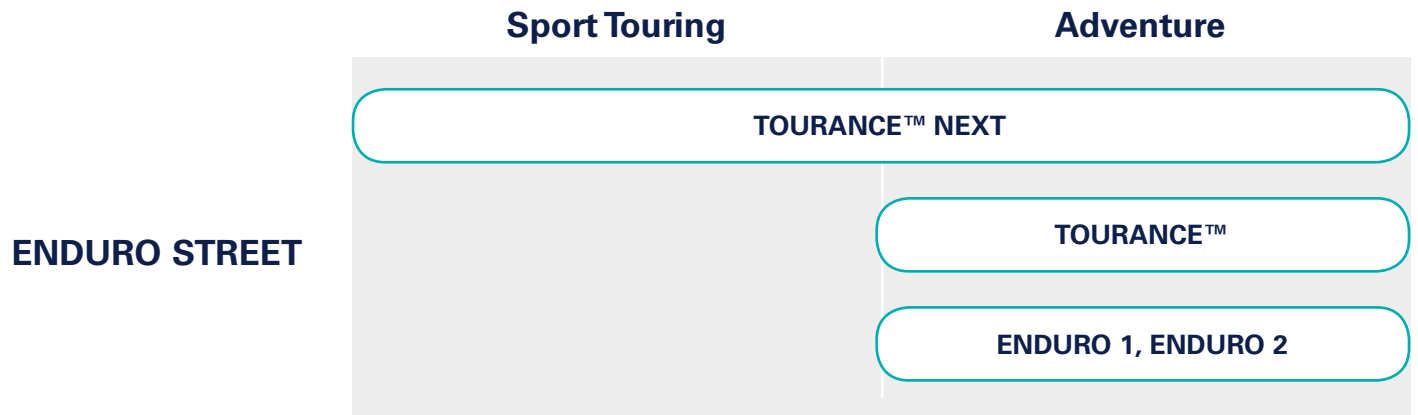 Sport Touring
Adventure
TOURANCE™ NEXT
ENDURO STREET
TOURANCE™
ENDURO 1, ENDURO 2